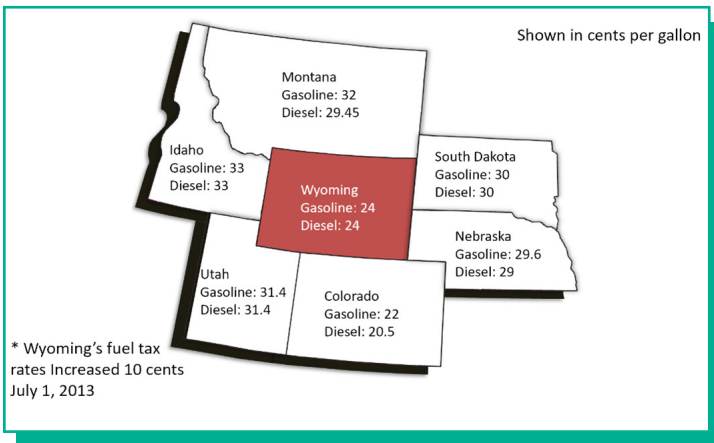 Shown in cents per gallon
Montana
Gasoline: 32
Diesel: 29.45
Idaho
Gasoline: 33
Diesel: 33
South Dakota
Gasoline: 30
Diesel: 30
Wyoming
Gasoline: 24
Diesel: 24
Nebraska
Gasoline: 29.6
Diesel: 29
Utah
Gasoline: 31.4
Diesel: 31.4
Colorado
Gasoline: 22
Diesel: 20.5
* Wyoming’s fuel tax
rates Increased 10 cents
July 1, 2013